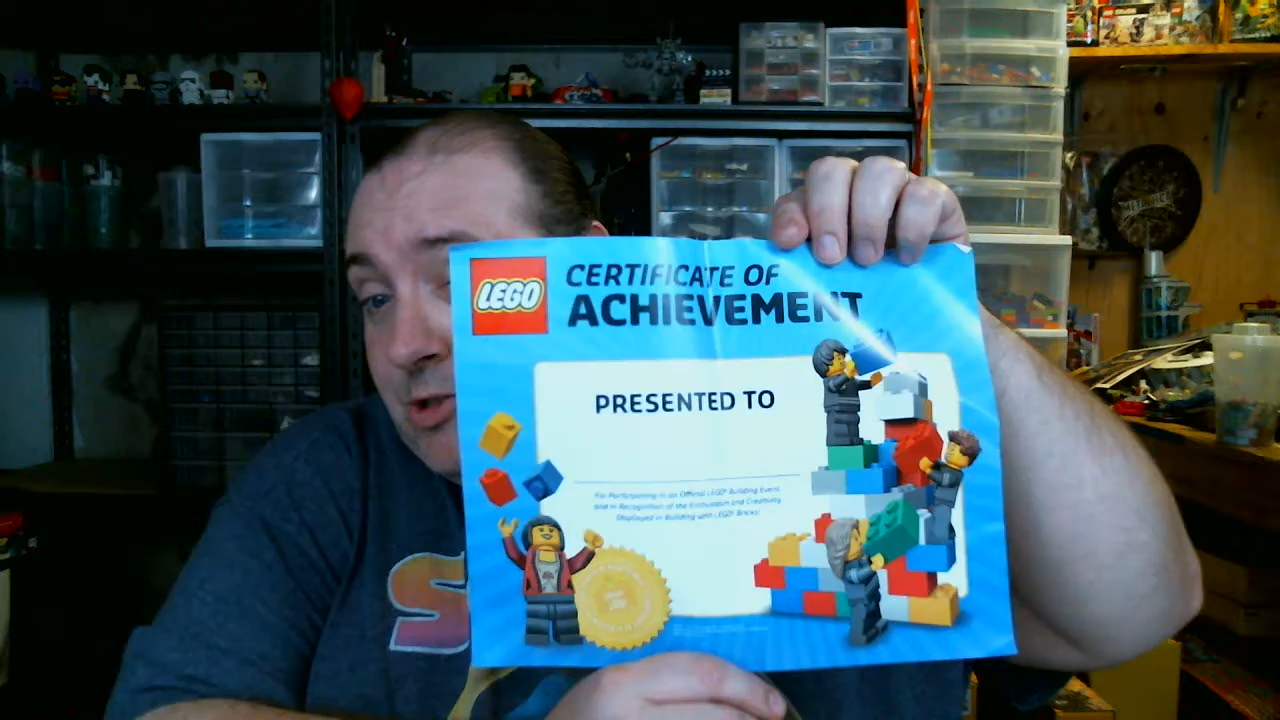 LEGO
CERTIFICATE OF
ACHIEVEMENT
PRESENTED TO
For Participating in an Official LEGO® Building Event
and in Recognition of the Enthusiasm and Creativity
Displayed in Building with LEGO Bricks!
S